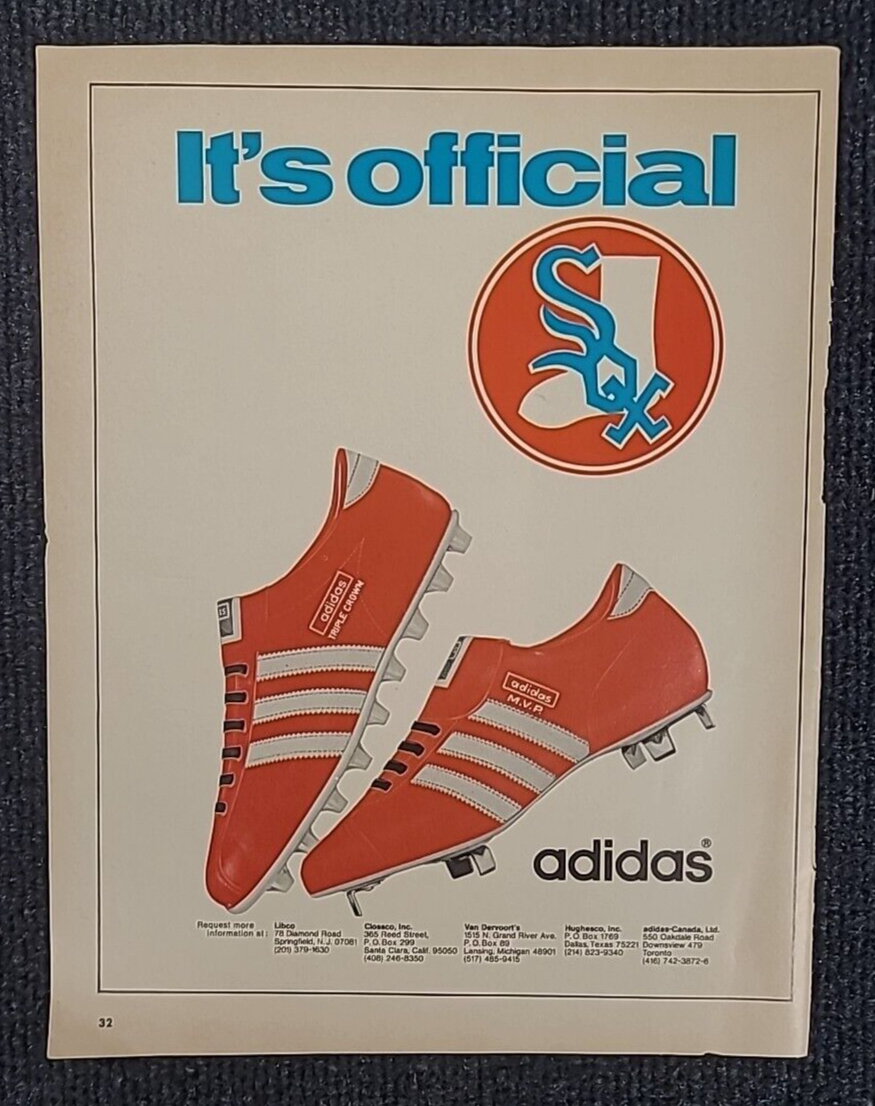 It's official
SOX
adidas
TRIPLE CROWN
adidas
M.V.P.
adidas®
Request more
information at:
Libco
78 Diamond Road
Springfield, N.J. 07081
(201) 379-1630
Clossco, Inc.
365 Reed Street,
P.O. Box 299
Santa Clara, Calif. 95050
(408) 246-8350
Van Dervoort's
1515 N. Grand River Ave.
P.O. Box 89
Lansing, Michigan 48901
(517) 485-9415
Hughesco, Inc.
P.O. Box 1769
Dallas, Texas 75221
(214) 823-9340
adidas-Canada, Ltd.
550 Oakdale Road
Downsview 479
Toronto
(416) 742-3872-6
32